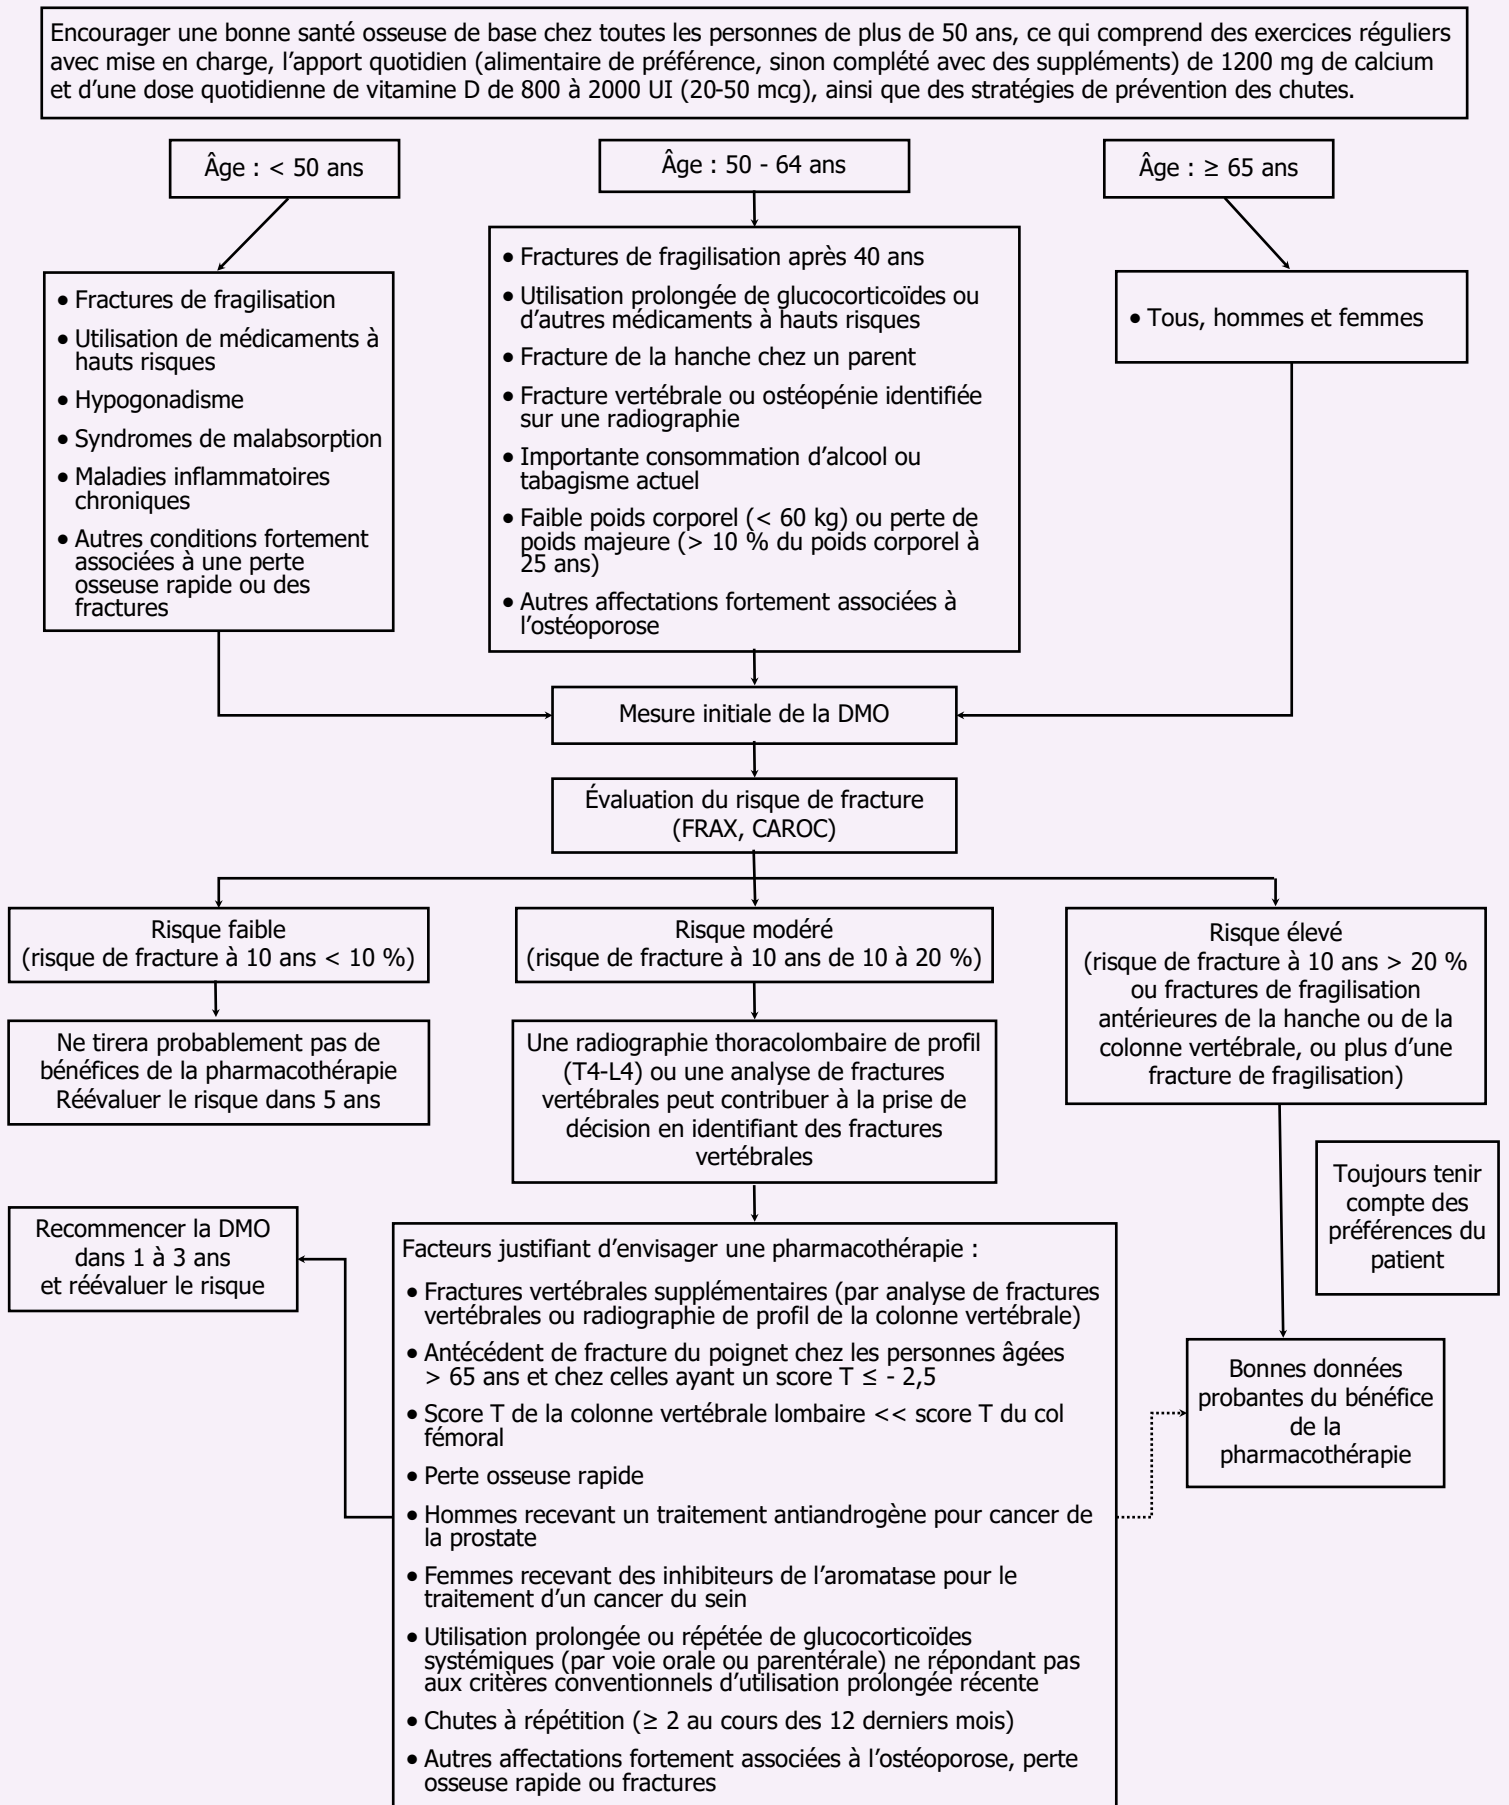 Encourager une bonne santé osseuse de base chez toutes les personnes de plus de 50 ans, ce qui comprend des exercices réguliers
avec mise en charge, l’apport quotidien (alimentaire de préférence, sinon complété avec des suppléments) de 1200 mg de calcium
et d’une dose quotidienne de vitamine D de 800 à 2000 UI (20-50 mcg), ainsi que des stratégies de prévention des chutes.
Âge : < 50 ans
• Fractures de fragilisation
• Utilisation de médicaments à
hauts risques
• Hypogonadisme
• Syndromes de malabsorption
• Maladies inflammatoires
chroniques
• Autres conditions fortement
associées à une perte
osseuse rapide ou des
fractures
Âge : 50 - 64 ans
• Fractures de fragilisation après 40 ans
• Utilisation prolongée de glucocorticoïdes ou
d’autres médicaments à hauts risques
• Fracture de la hanche chez un parent
• Fracture vertébrale ou ostéopénie identifiée
sur une radiographie
• Importante consommation d’alcool ou
tabagisme actuel
• Faible poids corporel (< 60 kg) ou perte de
poids majeure (> 10 % du poids corporel à
25 ans)
• Autres affectations fortement associées à
l’ostéoporose
Âge : ≥ 65 ans
• Tous, hommes et femmes
Mesure initiale de la DMO
Évaluation du risque de fracture
(FRAX, CAROC)
Risque faible
(risque de fracture à 10 ans < 10 %)
Ne tirera probablement pas de
bénéfices de la pharmacothérapie
Réévaluer le risque dans 5 ans
Risque modéré
(risque de fracture à 10 ans de 10 à 20 %)
Une radiographie thoracolombaire de profil
(T4-L4) ou une analyse de fractures
vertébrales peut contribuer à la prise de
décision en identifiant des fractures
vertébrales
Risque élevé
(risque de fracture à 10 ans > 20 %
ou fractures de fragilisation
antérieures de la hanche ou de la
colonne vertébrale, ou plus d’une
fracture de fragilisation)
Toujours tenir
compte des
préférences du
patient
Recommencer la DMO
dans 1 à 3 ans
et réévaluer le risque
Facteurs justifiant d’envisager une pharmacothérapie :
• Fractures vertébrales supplémentaires (par analyse de fractures
vertébrales ou radiographie de profil de la colonne vertébrale)
• Antécédent de fracture du poignet chez les personnes âgées
> 65 ans et chez celles ayant un score T ≤ - 2,5
• Score T de la colonne vertébrale lombaire << score T du col
fémoral
• Perte osseuse rapide
• Hommes recevant un traitement antiandrogène pour cancer de
la prostate
• Femmes recevant des inhibiteurs de l’aromatase pour le
traitement d’un cancer du sein
• Utilisation prolongée ou répétée de glucocorticoïdes
systémiques (par voie orale ou parentérale) ne répondant pas
aux critères conventionnels d’utilisation prolongée récente
• Chutes à répétition (≥ 2 au cours des 12 derniers mois)
• Autres affectations fortement associées à l’ostéoporose, perte
osseuse rapide ou fractures
Bonnes données
probantes du bénéfice
de la
pharmacothérapie